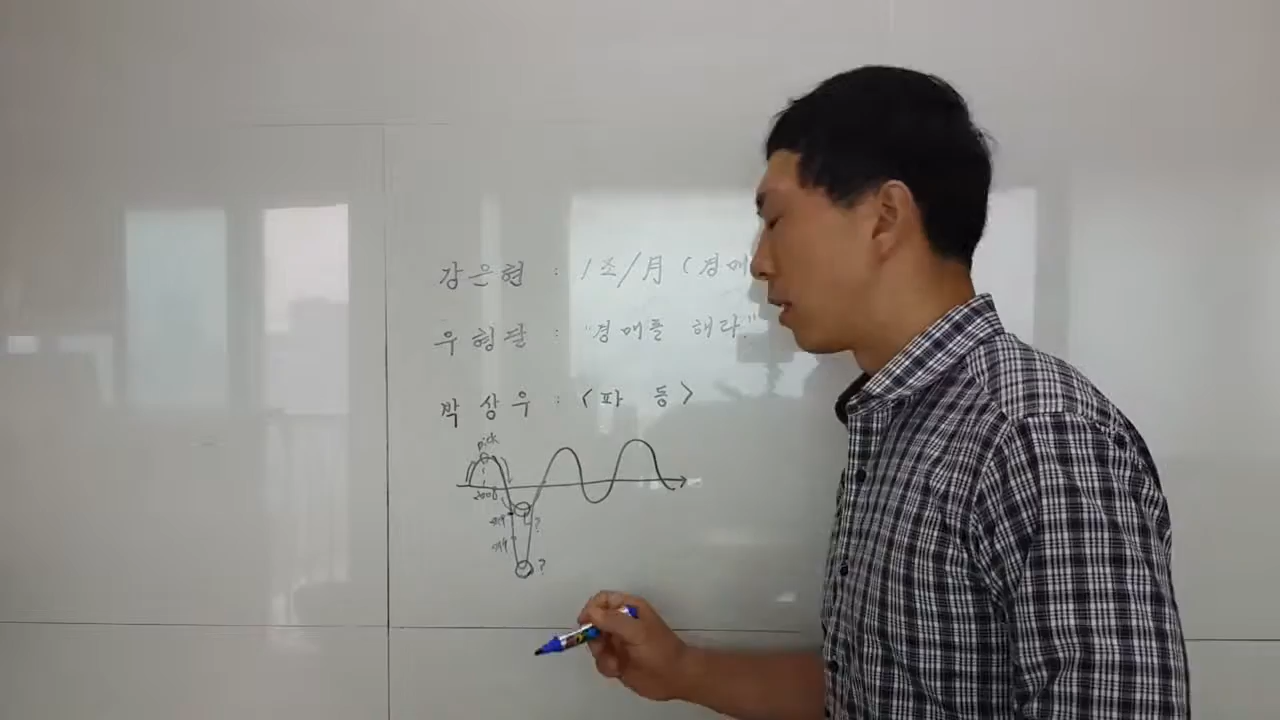 강은현 : 1조/月 (경매
우형달 : "경매를 해라."
박상우 : <파 동>
pick
2008
?
?